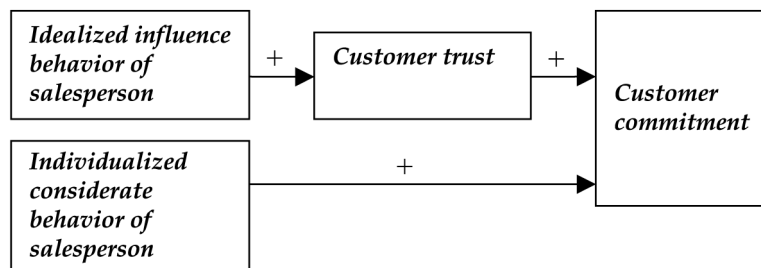 Idealized influence
behavior of
salesperson
+
Customer trust
+
Customer
commitment
Individualized
considerate
behavior of
salesperson
+